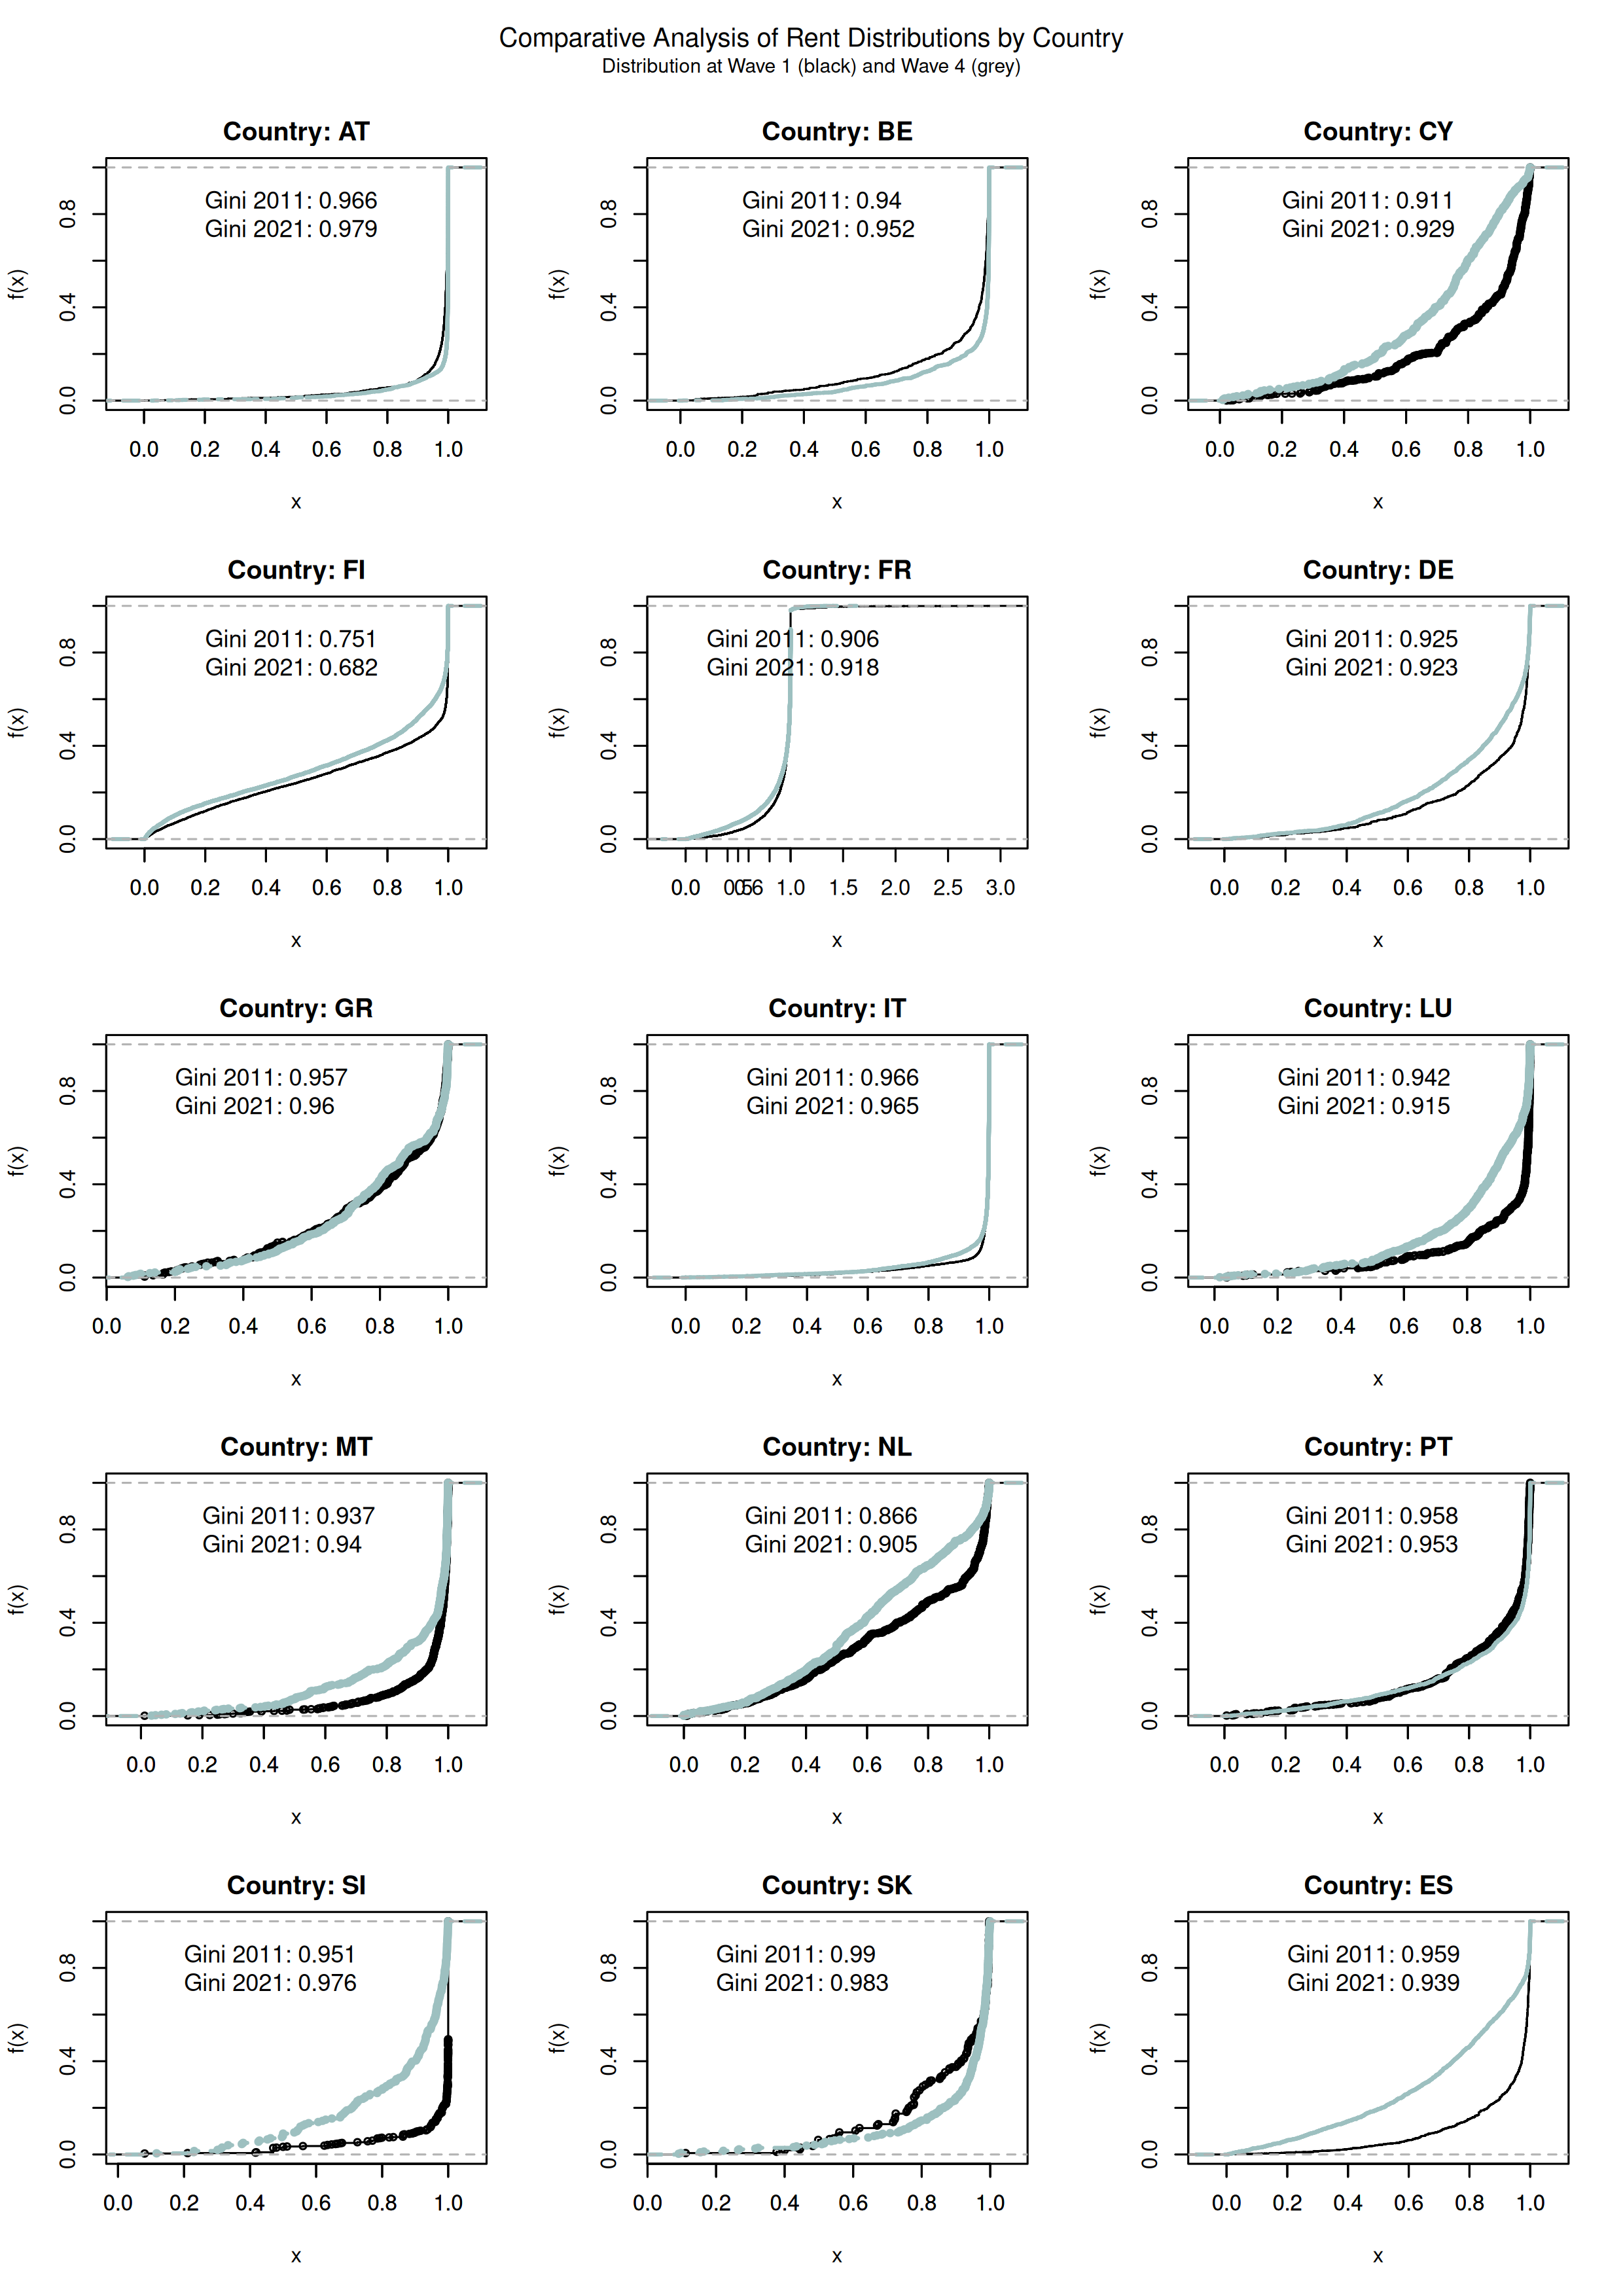 Comparative Analysis of Rent Distributions by Country
Distribution at Wave 1 (black) and Wave 4 (grey)
Country: AT
Gini 2011: 0.966
Gini 2021: 0.979
f(x)
0.0 0.4 0.8
0.0 0.2 0.4 0.6 0.8 1.0
x
Country: BE
Gini 2011: 0.94
Gini 2021: 0.952
f(x)
0.0 0.4 0.8
0.0 0.2 0.4 0.6 0.8 1.0
x
Country: CY
Gini 2011: 0.911
Gini 2021: 0.929
f(x)
0.0 0.4 0.8
0.0 0.2 0.4 0.6 0.8 1.0
x
Country: FI
Gini 2011: 0.751
Gini 2021: 0.682
f(x)
0.0 0.4 0.8
0.0 0.2 0.4 0.6 0.8 1.0
x
Country: FR
Gini 2011: 0.906
Gini 2021: 0.918
f(x)
0.0 0.4 0.8
0.0 1.0 1.5 2.0 2.5 3.0
x
Country: DE
Gini 2011: 0.925
Gini 2021: 0.923
f(x)
0.0 0.4 0.8
0.0 0.2 0.4 0.6 0.8 1.0
x
Country: GR
Gini 2011: 0.957
Gini 2021: 0.96
f(x)
0.0 0.4 0.8
0.0 0.2 0.4 0.6 0.8 1.0
x
Country: IT
Gini 2011: 0.966
Gini 2021: 0.965
f(x)
0.0 0.4 0.8
0.0 0.2 0.4 0.6 0.8 1.0
x
Country: LU
Gini 2011: 0.942
Gini 2021: 0.915
f(x)
0.0 0.4 0.8
0.0 0.2 0.4 0.6 0.8 1.0
x
Country: MT
Gini 2011: 0.937
Gini 2021: 0.94
f(x)
0.0 0.4 0.8
0.0 0.2 0.4 0.6 0.8 1.0
x
Country: NL
Gini 2011: 0.866
Gini 2021: 0.905
f(x)
0.0 0.4 0.8
0.0 0.2 0.4 0.6 0.8 1.0
x
Country: PT
Gini 2011: 0.958
Gini 2021: 0.953
f(x)
0.0 0.4 0.8
0.0 0.2 0.4 0.6 0.8 1.0
x
Country: SI
Gini 2011: 0.951
Gini 2021: 0.976
f(x)
0.0 0.4 0.8
0.0 0.2 0.4 0.6 0.8 1.0
x
Country: SK
Gini 2011: 0.99
Gini 2021: 0.983
f(x)
0.0 0.4 0.8
0.0 0.2 0.4 0.6 0.8 1.0
x
Country: ES
Gini 2011: 0.959
Gini 2021: 0.939
f(x)
0.0 0.4 0.8
0.0 0.2 0.4 0.6 0.8 1.0
x